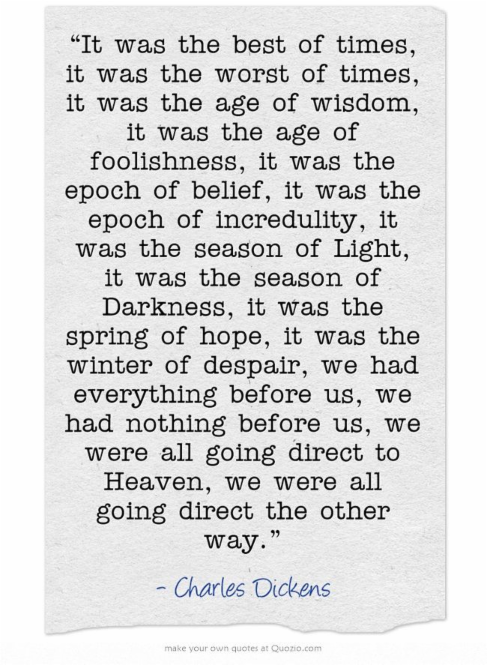 “It was the best of times,
it was the worst of times,
it was the age of wisdom,
it was the age of
foolishness, it was the
epoch of belief, it was the
epoch of incredulity, it
was the season of Light,
it was the season of
Darkness, it was the
spring of hope, it was the
winter of despair, we had
everything before us, we
had nothing before us, we
were all going direct to
Heaven, we were all
going direct the other
way.”
- Charles Dickens
make your own quotes at Quozio.com